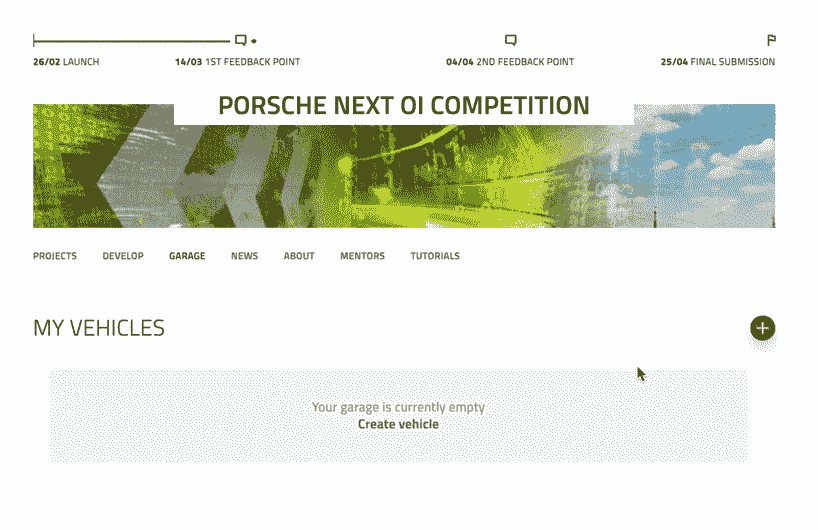 26/02 LAUNCH
14/03 1ST FEEDBACK POINT
04/04 2ND FEEDBACK POINT
25/04 FINAL SUBMISSION
PORSCHE NEXT OI COMPETITION
PROJECTS DEVELOP GARAGE NEWS ABOUT MENTORS TUTORIALS
MY VEHICLES
Your garage is currently empty
Create vehicle